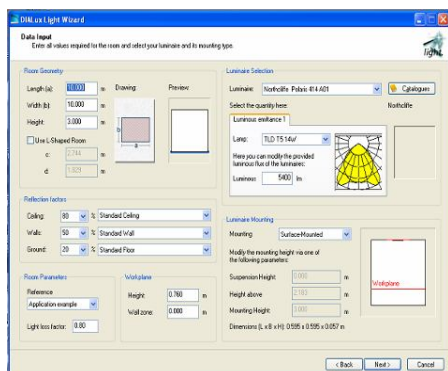 DIALux Light Wizard
Data Input
Enter all values required for the room and select your luminaire and its mounting type.
light
Room Geometry
Length (a): 10.000 m
Width (b): 10.000 m
Height: 3.000 m
Use L-Shaped Room
c: 2.744 m
d: 1.829 m
Drawing:
Preview:
Reflection factors
Ceiling: 80 % Standard Ceiling
Walls: 50 % Standard Wall
Ground: 20 % Standard Floor
Room Parameters
Reference
Application example
Light loss factor: 0.80
Workplane
Height: 0.760 m
Wall zone: 0.000 m
Luminaire Selection
Luminaire: Northcliffe Polaris 414 A01
Catalogues
Select the quantity here:
Northcliffe
Luminous emittance 1
Lamp: TLD T5 14W
Here you can modify the provided
luminous flux of the luminaires:
Luminous 5400 lm
Luminaire Mounting
Mounting: Surface-Mounted
Modify the mounting height via one of
the following parameters:
Suspension Height: 0.000 m
Height above 2.183 m
Mounting Height: 3.000 m
Dimensions (L x B x H): 0.595 x 0.595 x 0.057 m
Workplane
< Back
Next >
Cancel